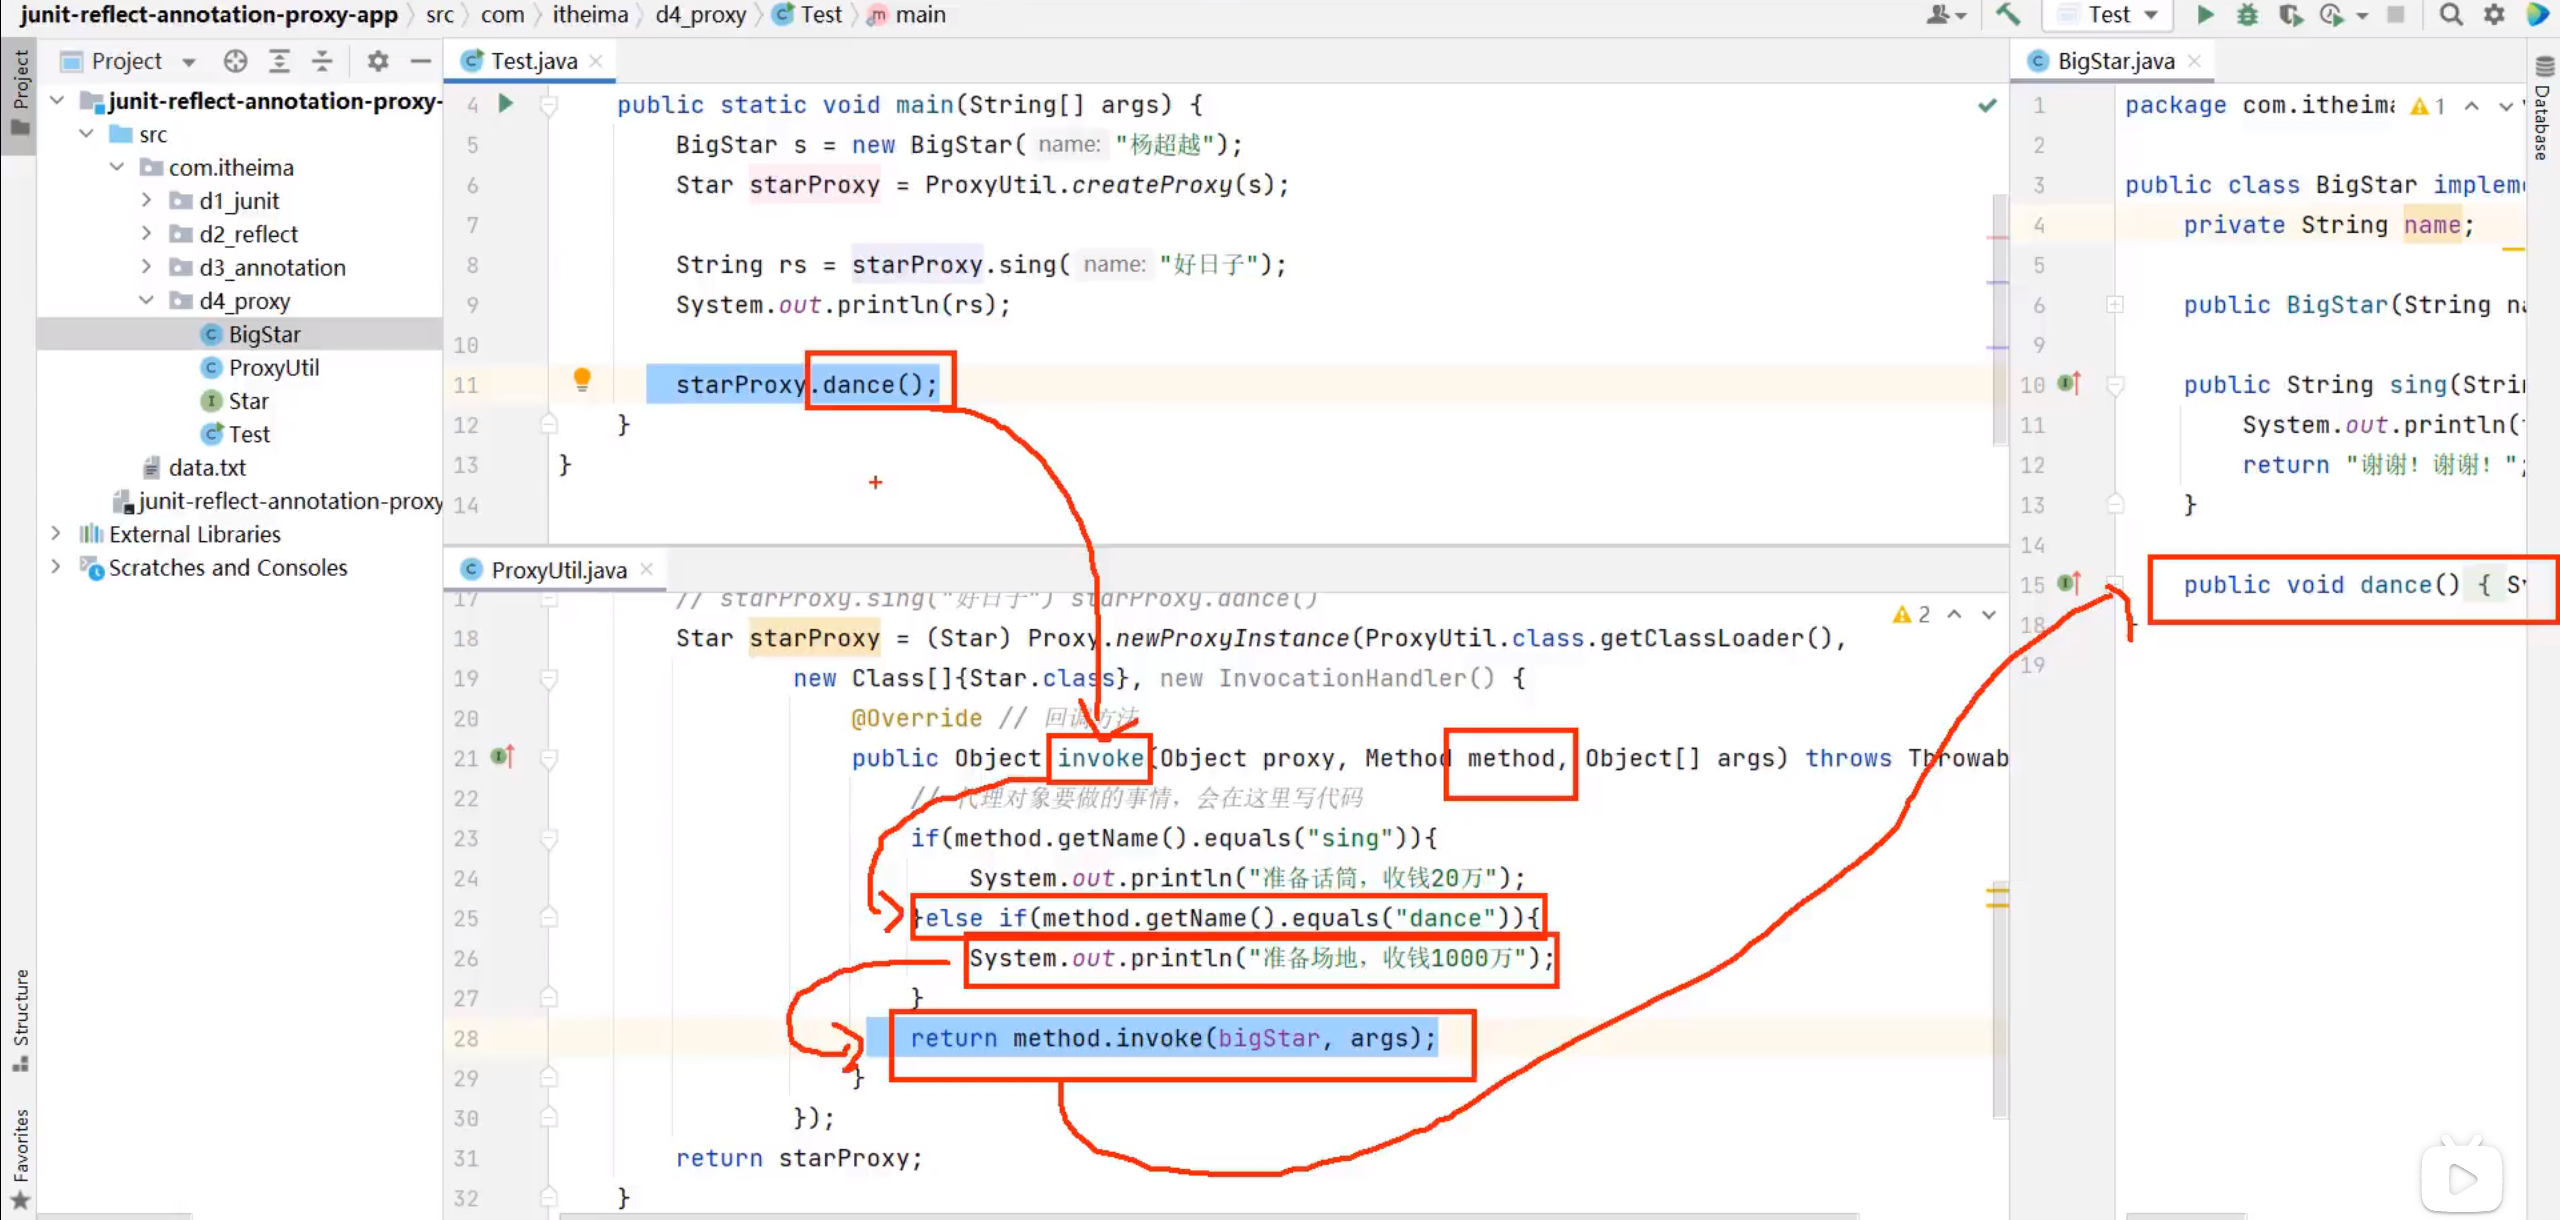 junit-reflect-annotation-proxy-app 〉 src 〉 com 〉 itheima 〉 d4_proxy 〉 Test 〉 main
Test
Project
Project
junit-reflect-annotation-proxy-
src
com.itheima
d1_junit
d2_reflect
d3_annotation
d4_proxy
BigStar
ProxyUtil
Star
Test
data.txt
junit-reflect-annotation-proxy
External Libraries
Scratches and Consoles
Structure
Favorites
Test.java
4 public static void main(String[] args) {
5 BigStar s = new BigStar( name: "杨超越");
6 Star starProxy = ProxyUtil.createProxy(s);
7
8 String rs = starProxy.sing( name: "好日子");
9 System.out.println(rs);
10
11 starProxy.dance();
12 }
13 }
14
ProxyUtil.java
2
17 // starProxy.sing("好日子") starProxy.dance()
18 Star starProxy = (Star) Proxy.newProxyInstance(ProxyUtil.class.getClassLoader(),
19 new Class[]{Star.class}, new InvocationHandler() {
20 @Override // 回调方法
21 public Object invoke(Object proxy, Method method, Object[] args) throws Throwab
22 // 代理对象要做的事情，会在这里写代码
23 if(method.getName().equals("sing")){
24 System.out.println("准备话筒，收钱20万");
25 }else if(method.getName().equals("dance")){
26 System.out.println("准备场地，收钱1000万");
27 }
28 return method.invoke(bigStar, args);
29 }
30 });
31 return starProxy;
32 }
BigStar.java
1
1 package com.itheima
2
3 public class BigStar implem
4 private String name;
5
6 public BigStar(String na
9
10 public String sing(Strin
11 System.out.println(
12 return "谢谢！谢谢！";
13 }
14
15 public void dance() { Sy
18 }
19
Database